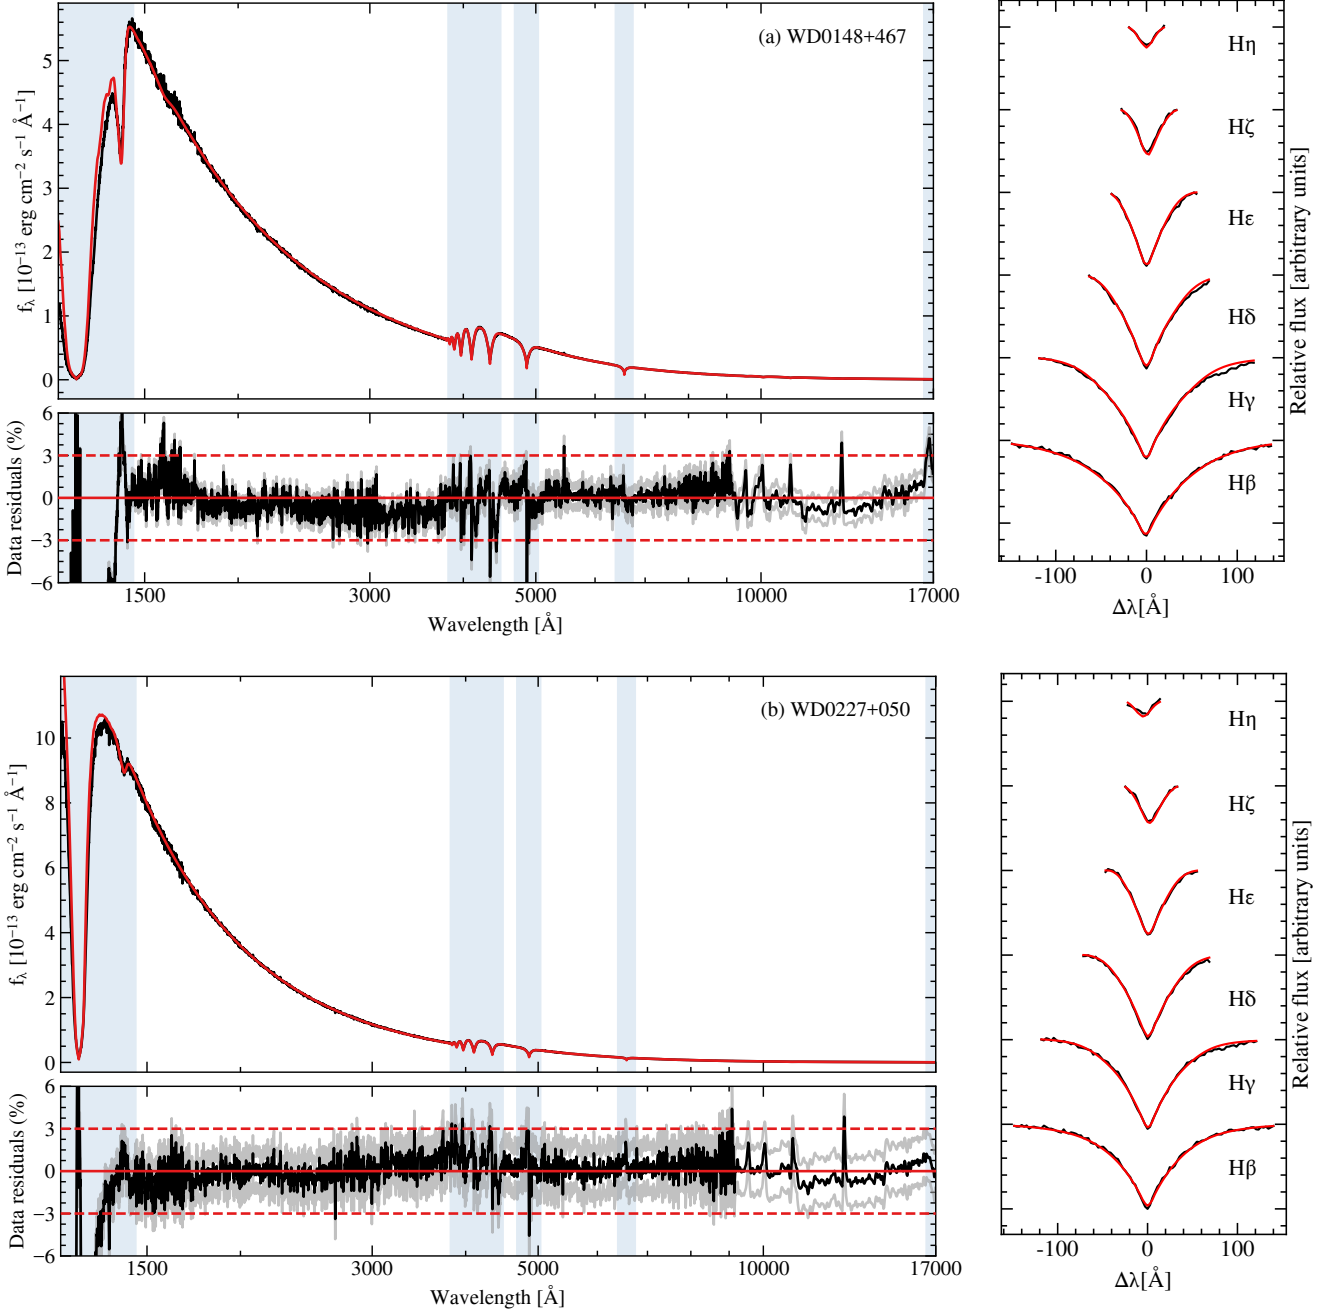 (a) WD0148+467
f_λ [10⁻¹³ erg cm⁻² s⁻¹ Å⁻¹]
5
4
3
2
1
0
Data residuals (%)
6
3
0
−3
−6
1500 3000 5000 10000 17000
Wavelength [Å]
Hη
Hζ
Hε
Hδ
Hγ
Hβ
Relative flux [arbitrary units]
-100 0 100
Δλ[Å]
(b) WD0227+050
f_λ [10⁻¹³ erg cm⁻² s⁻¹ Å⁻¹]
10
8
6
4
2
0
Data residuals (%)
6
3
0
−3
−6
1500 3000 5000 10000 17000
Wavelength [Å]
Hη
Hζ
Hε
Hδ
Hγ
Hβ
Relative flux [arbitrary units]
-100 0 100
Δλ[Å]